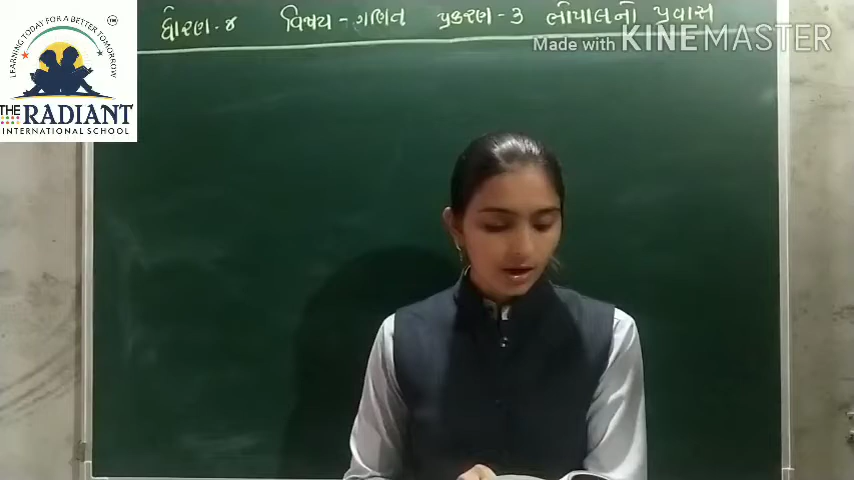 ધોરણ. ૪ વિષય - ગણિત પ્રકરણ - ૩ ભોપાલનો પ્રવાસ
Made with KINEMASTER
LEARNING TODAY FOR A BETTER TOMORROW
THE RADIANT
INTERNATIONAL SCHOOL